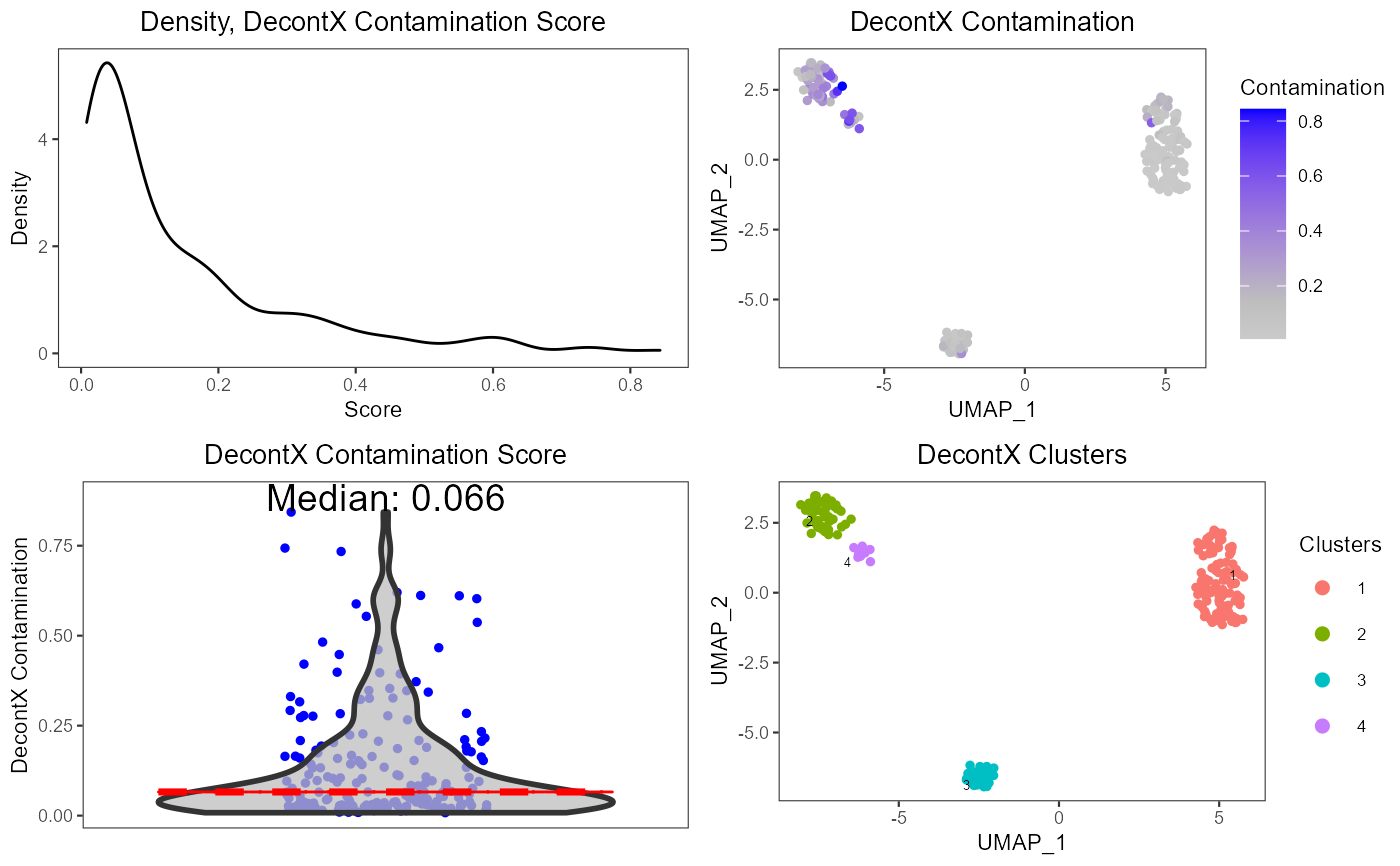 Density, DecontX Contamination Score
Density
4
2
0
0.0
0.2
0.4
0.6
0.8
Score
DecontX Contamination
UMAP_2
2.5
0.0
-2.5
-5.0
-5
0
5
UMAP_1
Contamination
0.8
0.6
0.4
0.2
DecontX Contamination Score
Median: 0.066
DecontX Contamination
0.75
0.50
0.25
0.00
DecontX Clusters
UMAP_2
2.5
0.0
-2.5
-5.0
2
4
1
3
-5
0
5
UMAP_1
Clusters
1
2
3
4